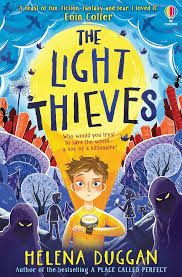 A feast of fun, fiction, fantasy and fear. I loved it
Eoin Colfer
USBORNE
THE
LIGHT
THIEVES
Who would you trust
to save the world –
a boy or a billionaire?
HELENA DUGGAN
Author of the bestselling A PLACE CALLED PERFECT